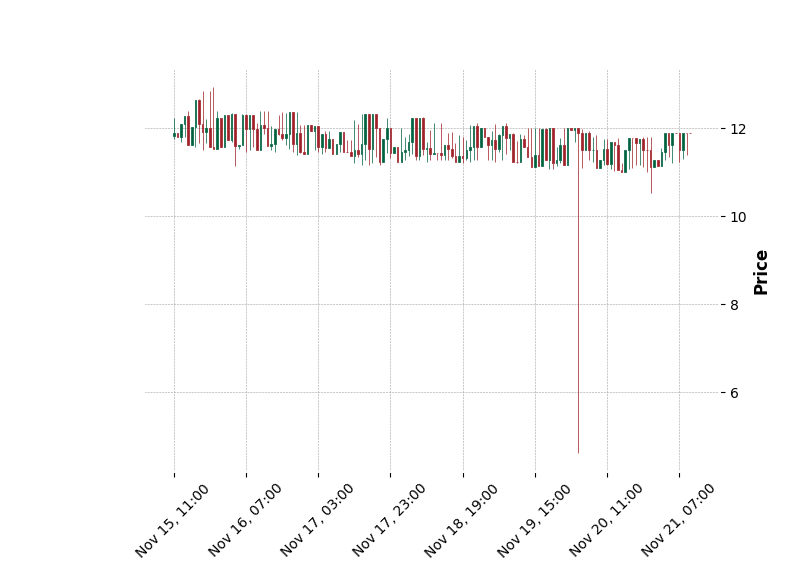 12
10
8
6
Price
Nov 15, 11:00
Nov 16, 07:00
Nov 17, 03:00
Nov 17, 23:00
Nov 18, 19:00
Nov 19, 15:00
Nov 20, 11:00
Nov 21, 07:00